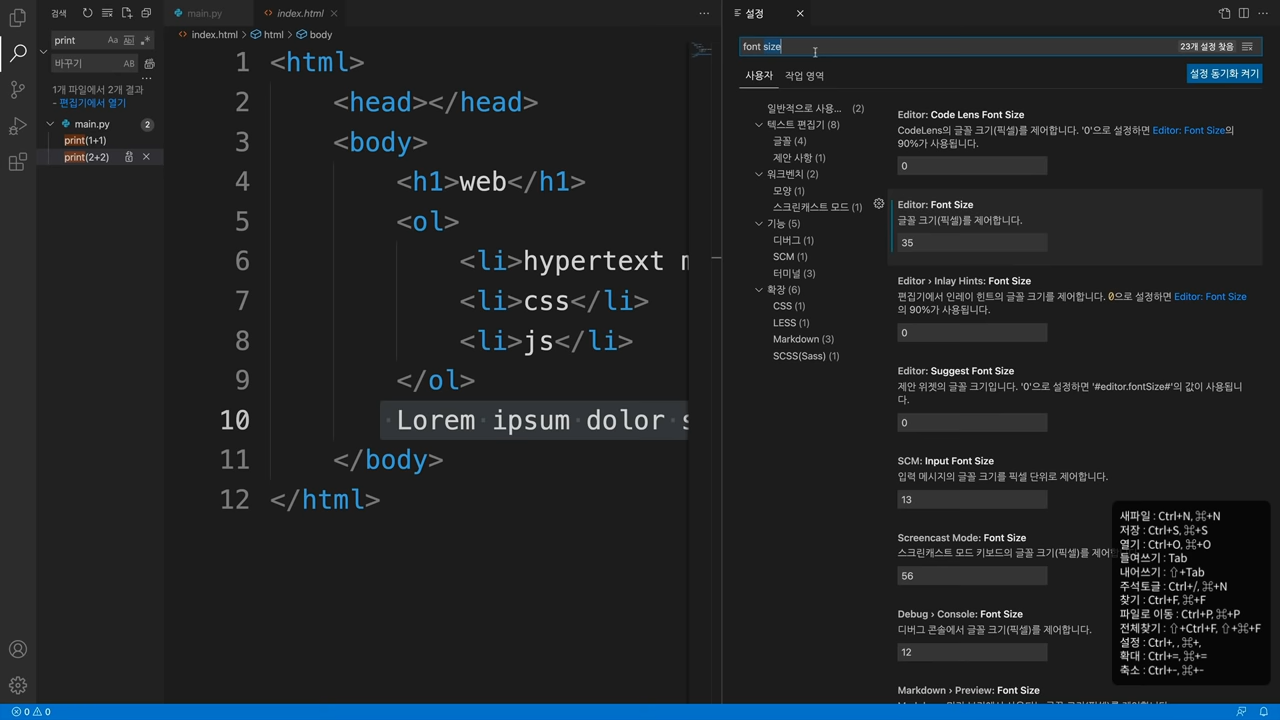 검색
print
Aa
바꾸기
AB
1개 파일에서 2개 결과
- 편집기에서 열기
main.py
2
print(1+1)
print(2+2)
main.py
index.html
index.html > html > body
1 <html>
2 <head></head>
3 <body>
4 <h1>web</h1>
5 <ol>
6 <li>hypertext
7 <li>css</li>
8 <li>js</li>
9 </ol>
10 Lorem ipsum dolor
11 </body>
12 </html>
설정
font size
23개 설정 찾음
사용자
작업 영역
설정 동기화 켜기
일반적으로 사용... (2)
텍스트 편집기 (8)
글꼴 (4)
제안 사항 (1)
워크벤치 (2)
모양 (1)
스크린캐스트 모드 (1)
기능 (5)
디버그 (1)
SCM (1)
터미널 (3)
확장 (6)
CSS (1)
LESS (1)
Markdown (3)
SCSS(Sass) (1)
Editor: Code Lens Font Size
CodeLens의 글꼴 크기(픽셀)를 제어합니다. '0'으로 설정하면 Editor: Font Size의
90%가 사용됩니다.
0
Editor: Font Size
글꼴 크기(픽셀)를 제어합니다.
35
Editor › Inlay Hints: Font Size
편집기에서 인레이 힌트의 글꼴 크기를 제어합니다. 0으로 설정하면 Editor: Font Size
의 90%가 사용됩니다.
0
Editor: Suggest Font Size
제안 위젯의 글꼴 크기입니다. '0'으로 설정하면 '#editor.fontSize#'의 값이 사용됩니
다.
0
SCM: Input Font Size
입력 메시지의 글꼴 크기를 픽셀 단위로 제어합니다.
13
Screencast Mode: Font Size
스크린캐스트 모드 키보드의 글꼴 크기(픽셀)를 제어합
56
Debug › Console: Font Size
디버그 콘솔에서 글꼴 크기(픽셀)를 제어합니다.
12
Markdown › Preview: Font Size
새파일 : Ctrl+N, ⌘+N
저장 : Ctrl+S, ⌘+S
열기 : Ctrl+O, ⌘+O
들여쓰기 : Tab
내어쓰기 : ⇧+Tab
주석토글 : Ctrl+/, ⌘+N
찾기 : Ctrl+F, ⌘+F
파일로 이동 : Ctrl+P, ⌘+P
전체찾기 : ⇧+Ctrl+F, ⇧+⌘+F
설정 : Ctrl+, , ⌘+,
확대 : Ctrl+=, ⌘+=
축소 : Ctrl+-, ⌘+-
0
0